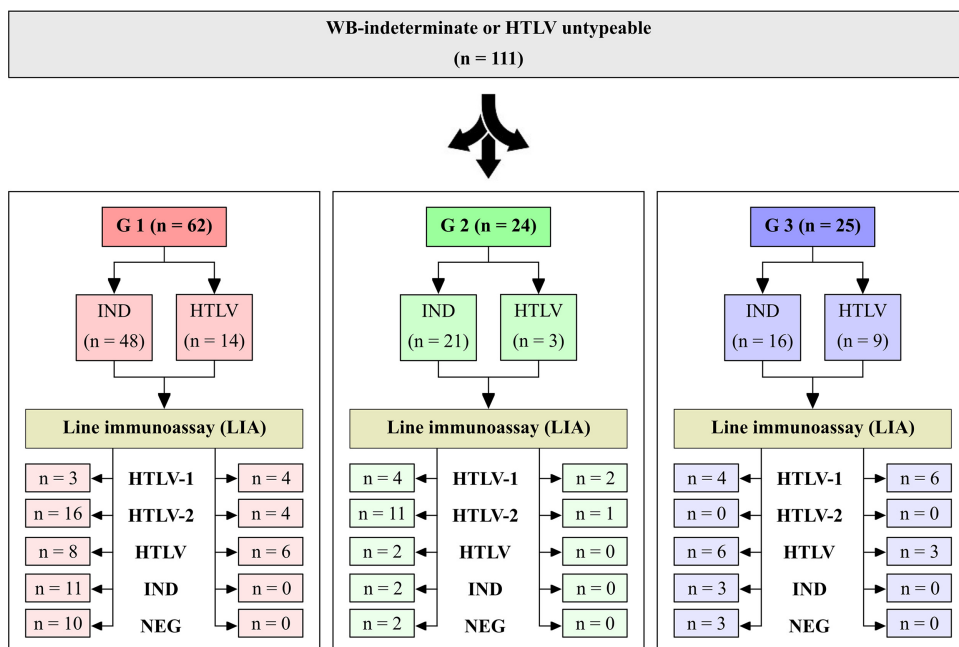 WB-indeterminate or HTLV untypeable
(n = 111)
G 1 (n = 62)
IND
(n = 48)
HTLV
(n = 14)
Line immunoassay (LIA)
n = 3 HTLV-1 n = 4
n = 16 HTLV-2 n = 4
n = 8 HTLV n = 6
n = 11 IND n = 0
n = 10 NEG n = 0
G 2 (n = 24)
IND
(n = 21)
HTLV
(n = 3)
Line immunoassay (LIA)
n = 4 HTLV-1 n = 2
n = 11 HTLV-2 n = 1
n = 2 HTLV n = 0
n = 2 IND n = 0
n = 2 NEG n = 0
G 3 (n = 25)
IND
(n = 16)
HTLV
(n = 9)
Line immunoassay (LIA)
n = 4 HTLV-1 n = 6
n = 0 HTLV-2 n = 0
n = 6 HTLV n = 3
n = 3 IND n = 0
n = 3 NEG n = 0